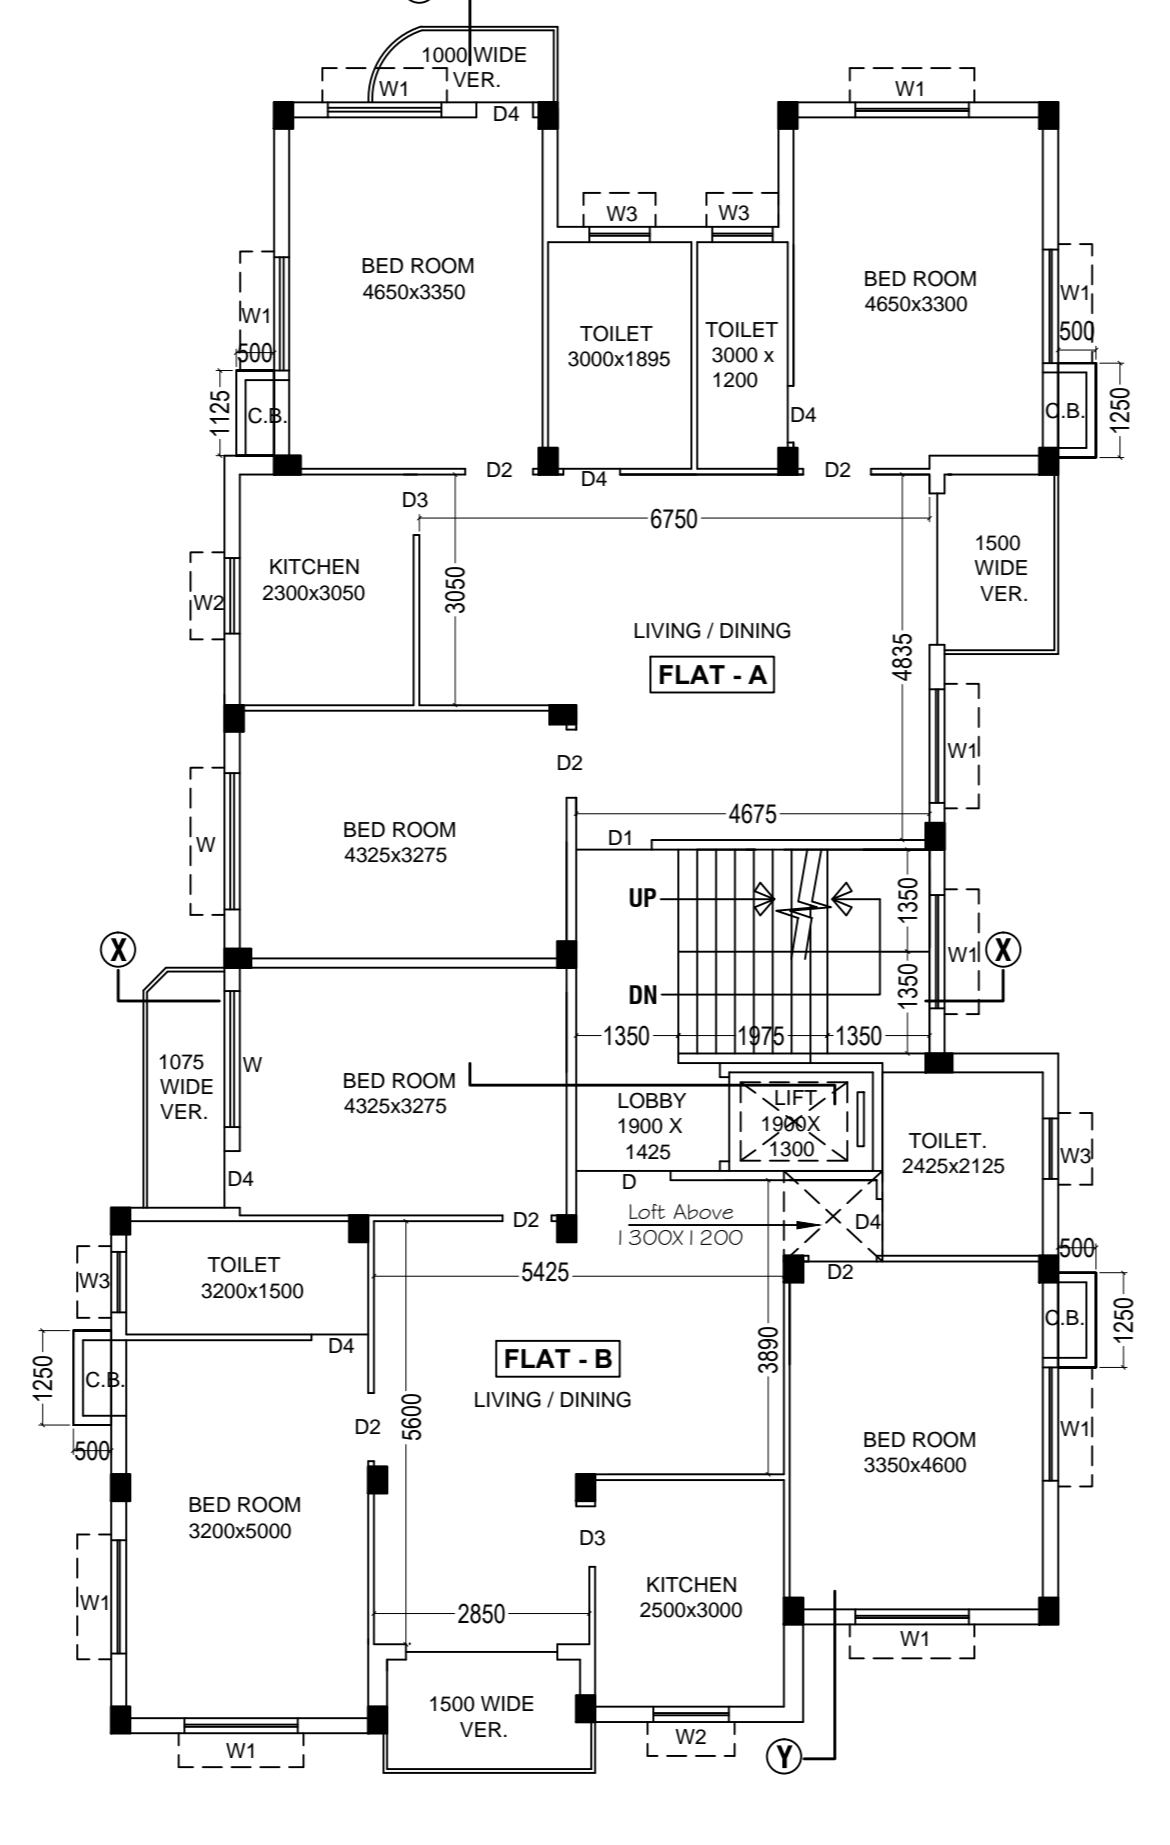 1000 WIDE
VER.
W1
D4
W1
BED ROOM
4650x3350
W3
W3
BED ROOM
4650x3300
TOILET
3000x1895
TOILET
3000 x
1200
W1
500
1125
C.B.
W1
500
C.B.
1250
D4
D2
D4
D2
D3
6750
KITCHEN
2300x3050
3050
1500
WIDE
VER.
W2
LIVING / DINING
FLAT - A
4835
W1
D2
W
BED ROOM
4325x3275
4675
D1
UP
1350
W1
X
X
DN
1350
1350
1975
1350
1075
WIDE
VER.
W
BED ROOM
4325x3275
LOBBY
1900 X
1425
LIFT
1900X
1300
TOILET.
2425x2125
W3
D4
D
D2
Loft Above
1300X1200
D4
TOILET
3200x1500
W3
5425
D2
500
C.B.
1250
D4
FLAT - B
3890
1250
C.B.
LIVING / DINING
5600
D2
500
W1
BED ROOM
3350x4600
BED ROOM
3200x5000
D3
W1
KITCHEN
2500x3000
2850
W1
1500 WIDE
VER.
W2
W1
Y